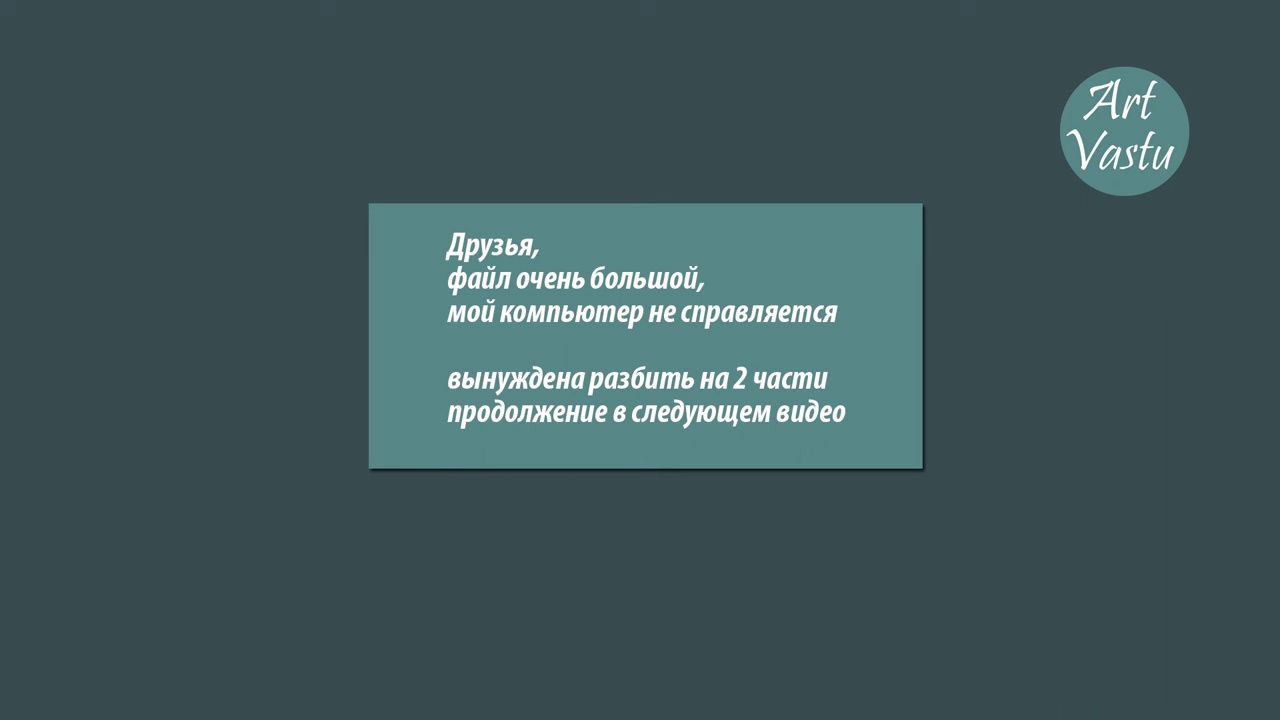 Art
Vastu
Друзья,
файл очень большой,
мой компьютер не справляется
вынуждена разбить на 2 части
продолжение в следующем видео